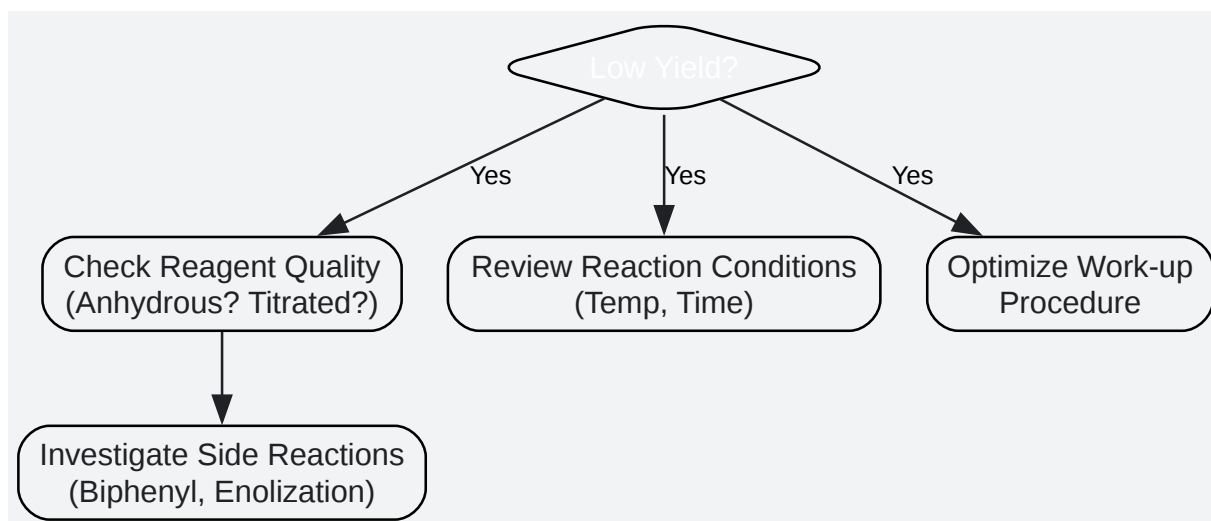 Low Yield?
Yes
Yes
Yes
Check Reagent Quality
(Anhydrous? Titrated?)
Review Reaction Conditions
(Temp, Time)
Optimize Work-up
Procedure
Investigate Side Reactions
(Biphenyl, Enolization)